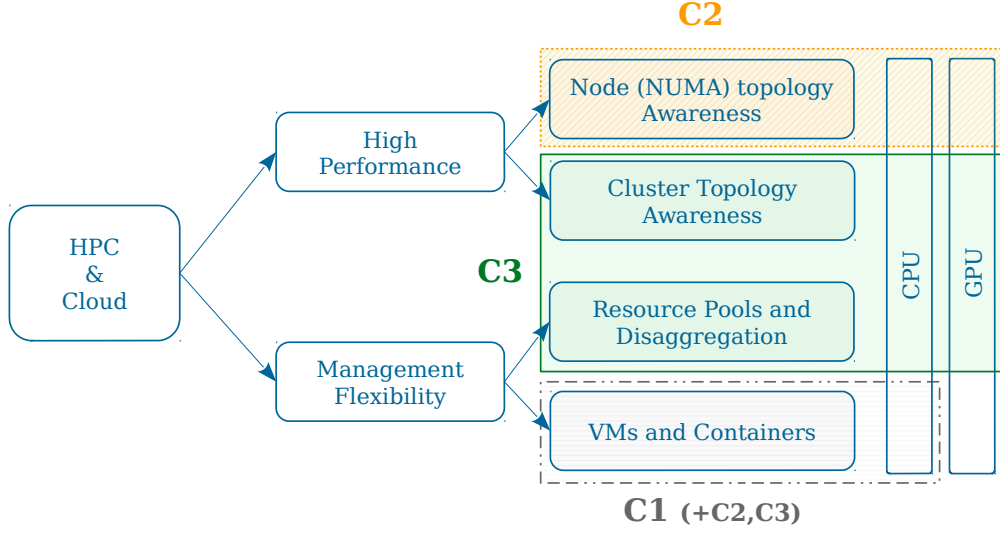 C2
Node (NUMA) topology
Awareness
High
Performance
Cluster Topology
Awareness
HPC
&
Cloud
C3
CPU
GPU
Resource Pools and
Disaggregation
Management
Flexibility
VMs and Containers
C1 (+C2,C3)